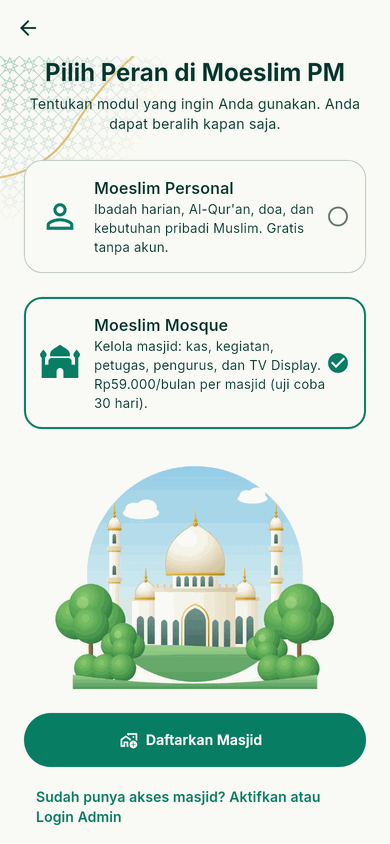 Pilih Peran di Moeslim PM
Tentukan modul yang ingin Anda gunakan. Anda
dapat beralih kapan saja.
Moeslim Personal
Ibadah harian, Al-Qur'an, doa, dan
kebutuhan pribadi Muslim. Gratis
tanpa akun.
Moeslim Mosque
Kelola masjid: kas, kegiatan,
petugas, pengurus, dan TV Display.
Rp59.000/bulan per masjid (uji coba
30 hari).
Daftarkan Masjid
Sudah punya akses masjid? Aktifkan atau
Login Admin